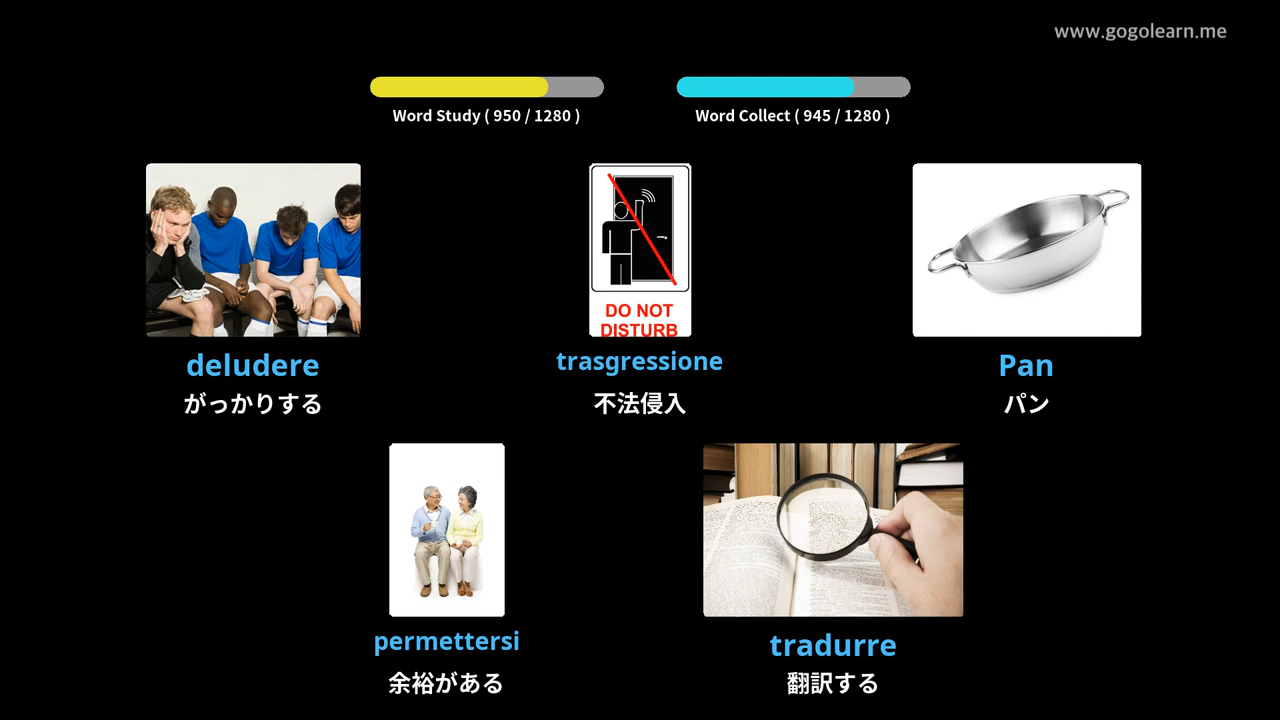 www.gogolearn.me
Word Study ( 950 / 1280 )
Word Collect ( 945 / 1280 )
DO NOT
DISTURB
deludere
がっかりする
trasgressione
不法侵入
Pan
パン
permettersi
余裕がある
tradurre
翻訳する